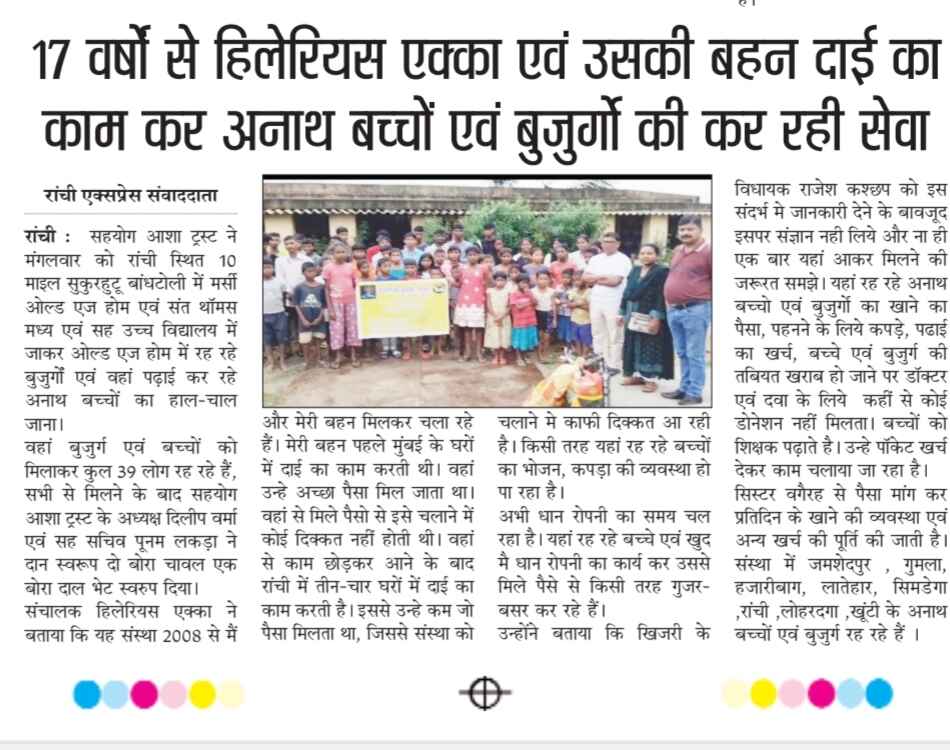 17 वर्षों से हिलेरियस एक्का एवं उसकी बहन दाई का
काम कर अनाथ बच्चों एवं बुजुर्गो की कर रही सेवा
रांची एक्सप्रेस संवाददाता
रांची : सहयोग आशा ट्रस्ट ने
मंगलवार को रांची स्थित 10
माइल सुकुरहुटू बांधटोली में मर्सी
ओल्ड एज होम एवं संत थॉमस
मध्य एवं सह उच्च विद्यालय में
जाकर ओल्ड एज होम में रह रहे
बुजुर्गों एवं वहां पढ़ाई कर रहे
अनाथ बच्चों का हाल-चाल
जाना।
वहां बुजुर्ग एवं बच्चों को
मिलाकर कुल 39 लोग रह रहे हैं,
सभी से मिलने के बाद सहयोग
आशा ट्रस्ट के अध्यक्ष दिलीप वर्मा
एवं सह सचिव पूनम लकड़ा ने
दान स्वरूप दो बोरा चावल एक
बोरा दाल भेट स्वरुप दिया।
संचालक हिलेरियस एक्का ने
बताया कि यह संस्था 2008 से मैं
और मेरी बहन मिलकर चला रहे
हैं। मेरी बहन पहले मुंबई के घरों
में दाई का काम करती थी। वहां
उन्हे अच्छा पैसा मिल जाता था।
वहां से मिले पैसो से इसे चलाने में
कोई दिक्कत नहीं होती थी। वहां
से काम छोड़कर आने के बाद
रांची में तीन-चार घरों में दाई का
काम करती है। इससे उन्हे कम जो
पैसा मिलता था, जिससे संस्था को
चलाने मे काफी दिक्कत आ रही
है। किसी तरह यहां रह रहे बच्चों
का भोजन, कपड़ा की व्यवस्था हो
पा रहा है।
अभी धान रोपनी का समय चल
रहा है। यहां रह रहे बच्चे एवं खुद
मै धान रोपनी का कार्य कर उससे
मिले पैसे से किसी तरह गुजर-
बसर कर रहे हैं।
उन्होंने बताया कि खिजरी के
विधायक राजेश कश्छप को इस
संदर्भ मे जानकारी देने के बावजूद
इसपर संज्ञान नही लिये और ना ही
एक बार यहां आकर मिलने की
जरूरत समझे। यहां रह रहे अनाथ
बच्चो एवं बुजुर्गो का खाने का
पैसा, पहनने के लिये कपड़े, पढाई
का खर्च, बच्चे एवं बुजुर्ग की
तबियत खराब हो जाने पर डॉक्टर
एवं दवा के लिये कहीं से कोई
डोनेशन नहीं मिलता। बच्चों को
शिक्षक पढ़ाते है। उन्हे पॉकेट खर्च
देकर काम चलाया जा रहा है।
सिस्टर वगैरह से पैसा मांग कर
प्रतिदिन के खाने की व्यवस्था एवं
अन्य खर्च की पूर्ति की जाती है।
संस्था में जमशेदपुर , गुमला,
हजारीबाग, लातेहार, सिमडेगा
,रांची ,लोहरदगा ,खूंटी के अनाथ
बच्चों एवं बुजुर्ग रह रहे हैं ।